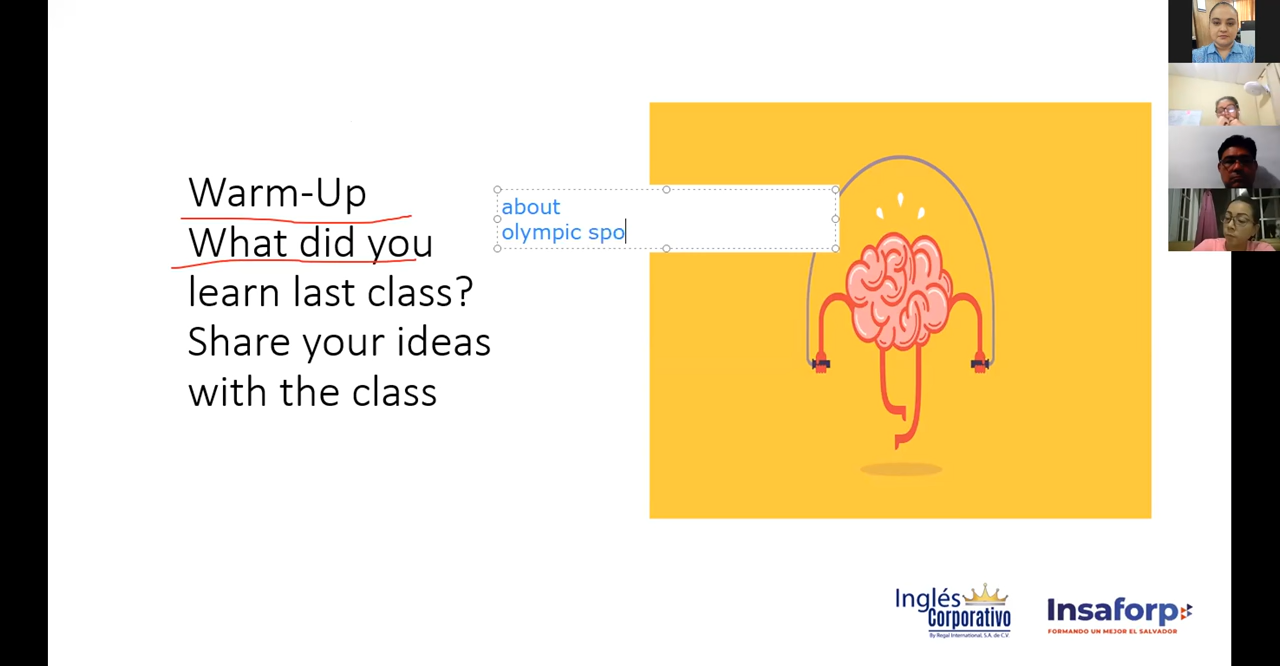 Warm-Up
What did you
learn last class?
Share your ideas
with the class
about
olympic spo
Inglés
Corporativo
By Regal International, S.A. de C.V.
Insaforp
FORMANDO UN MEJOR EL SALVADOR